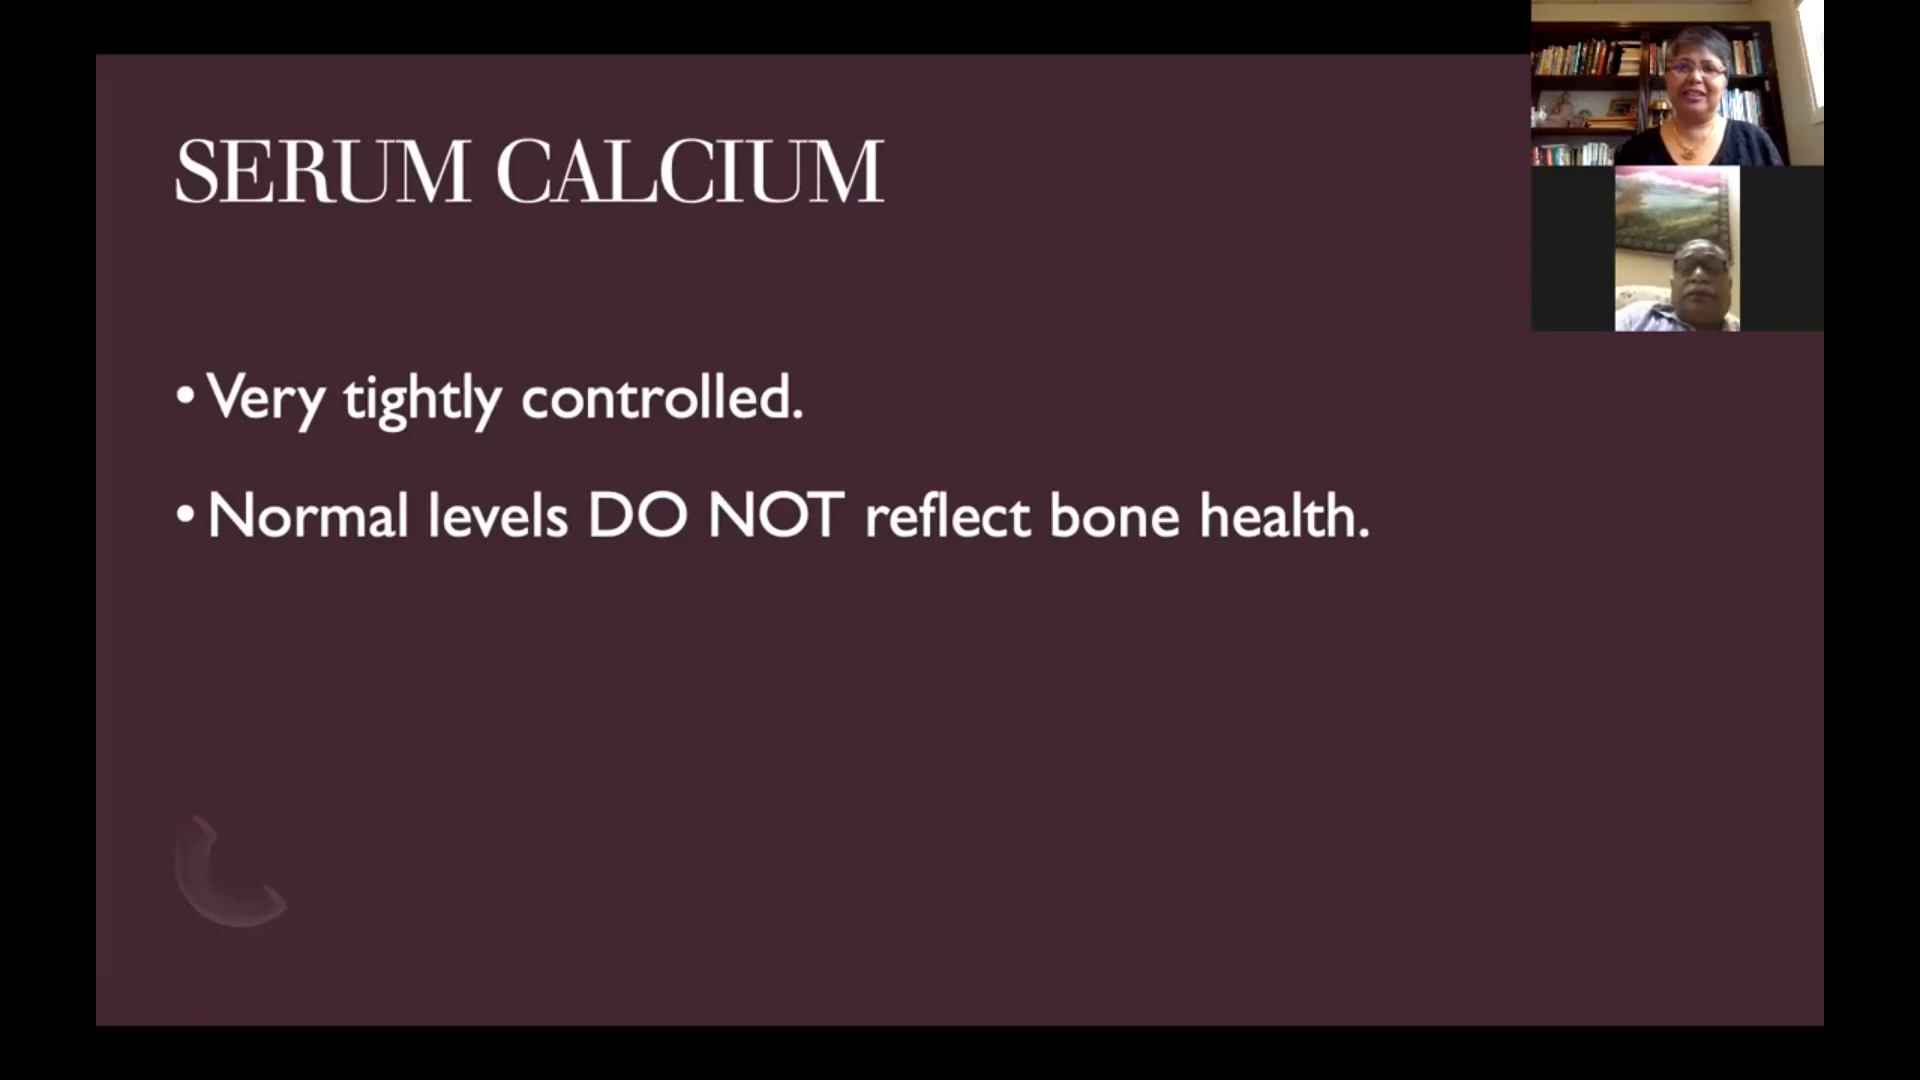 SERUM CALCIUM
• Very tightly controlled.
• Normal levels DO NOT reflect bone health.